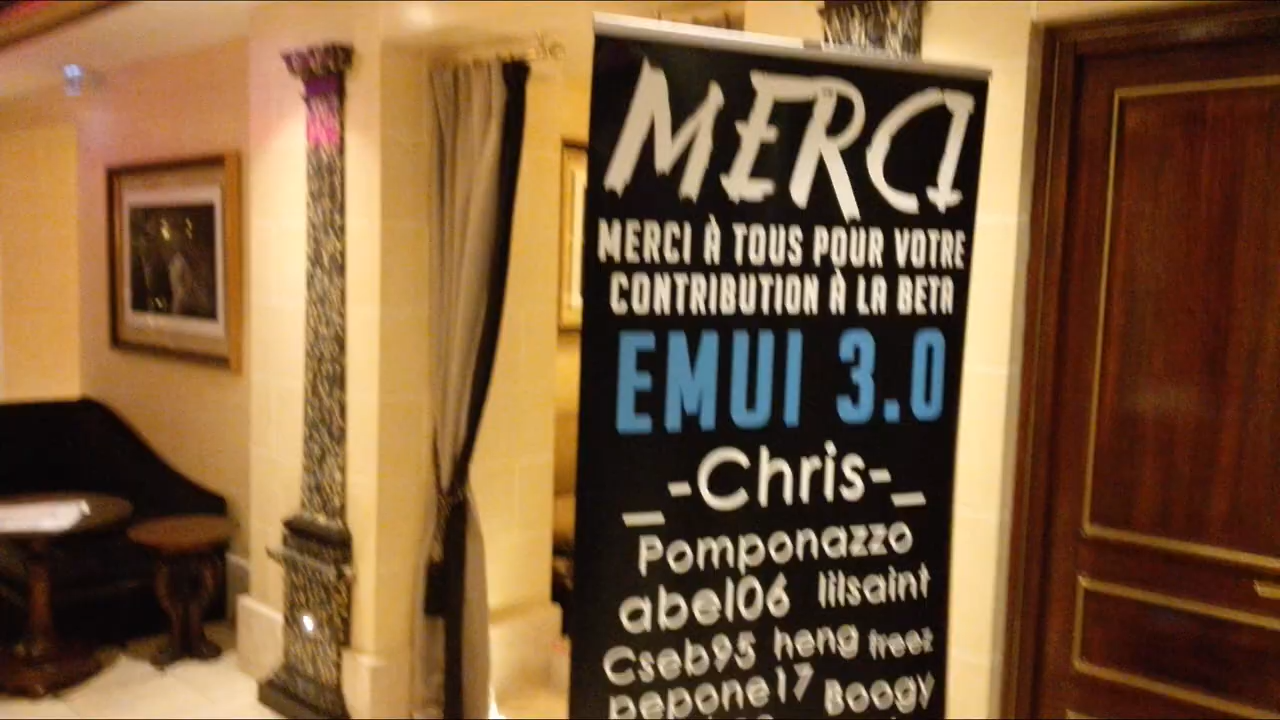 MERCI
MERCI À TOUS POUR VOTRE
CONTRIBUTION À LA BETA
EMUI 3.0
_-Chris-_
Pomponazzo
abel06 lilsaint
Cseb95 heng freez
pepone17 Boogy